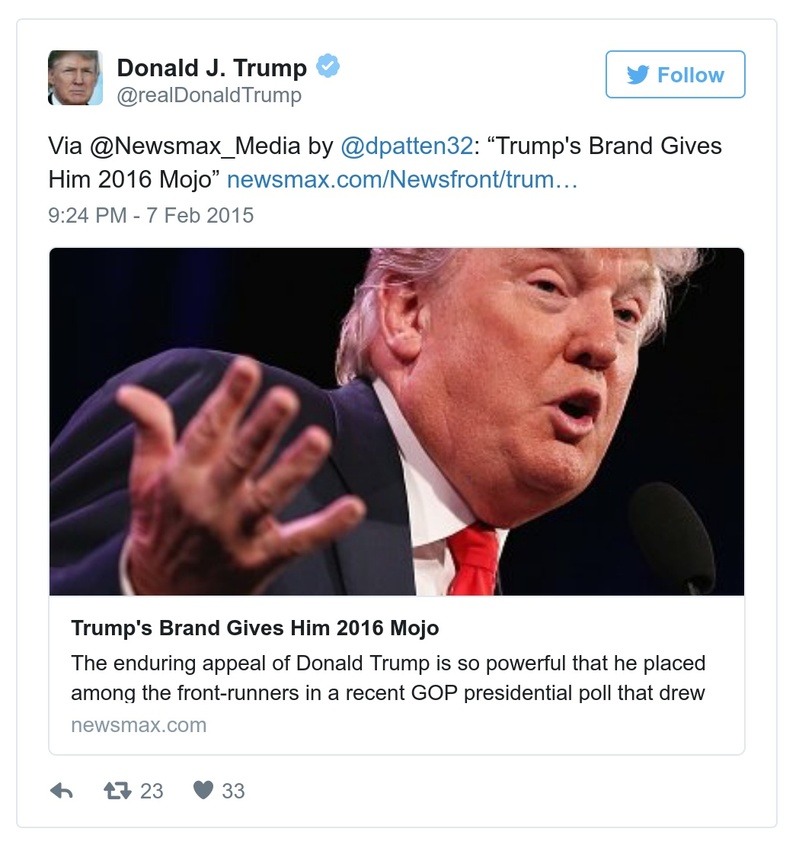 Donald J. Trump
Follow
@realDonaldTrump
Via @Newsmax_Media by @dpatten32: “Trump's Brand Gives
Him 2016 Mojo” newsmax.com/Newsfront/trum…
9:24 PM - 7 Feb 2015
Trump's Brand Gives Him 2016 Mojo
The enduring appeal of Donald Trump is so powerful that he placed
among the front-runners in a recent GOP presidential poll that drew
newsmax.com
23 33